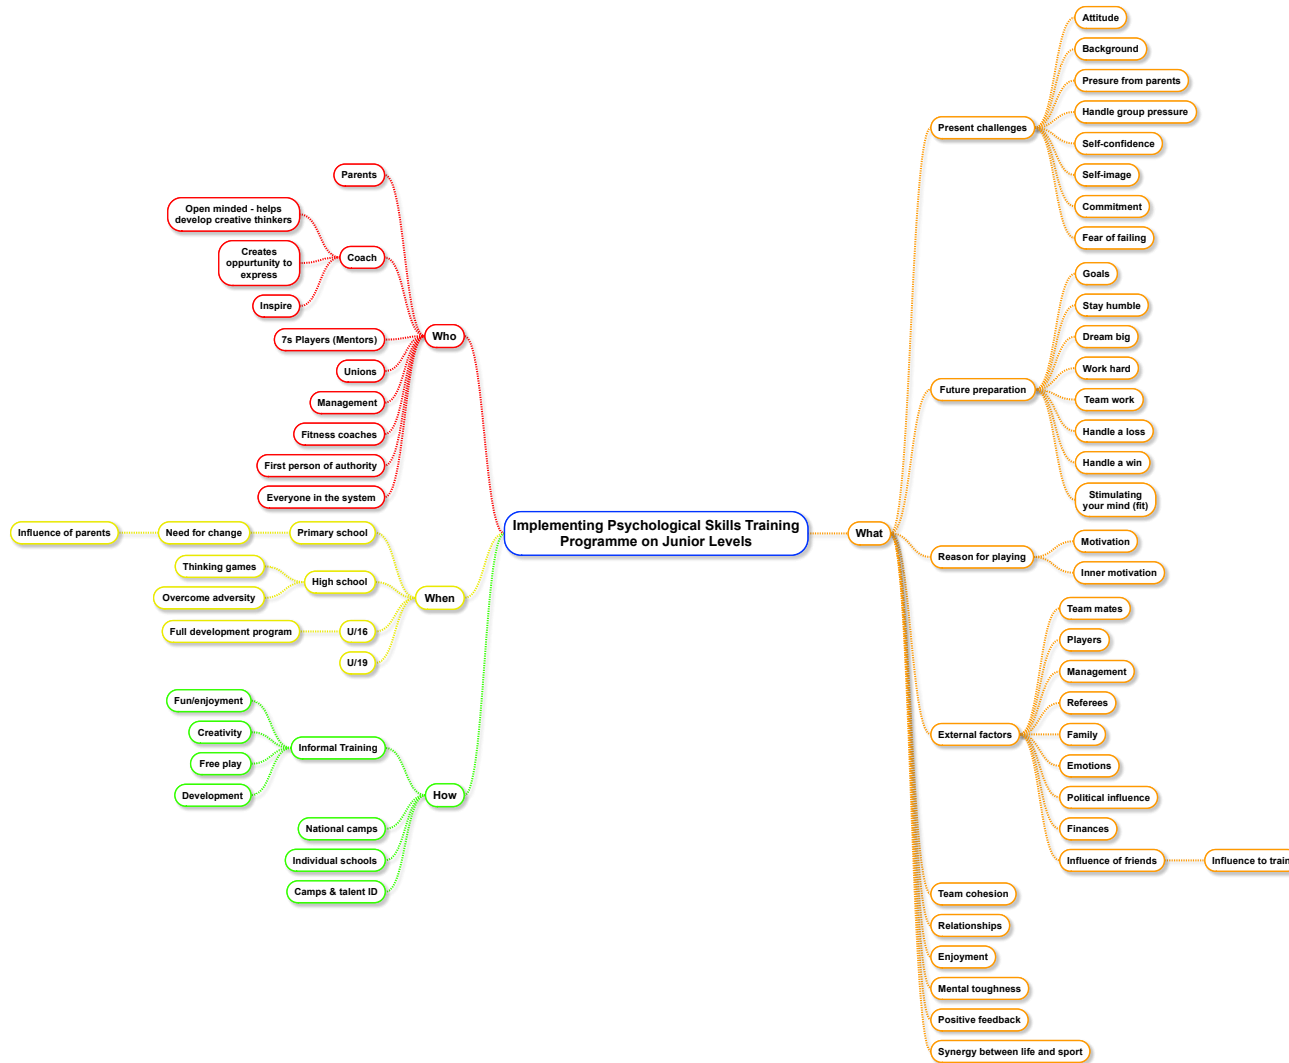 Implementing Psychological Skills Training
Programme on Junior Levels
Who
Parents
Coach
Open minded - helps
develop creative thinkers
Creates
oppurtunity to
express
Inspire
7s Players (Mentors)
Unions
Management
Fitness coaches
First person of authority
Everyone in the system
When
Primary school
Need for change
Influence of parents
High school
Thinking games
Overcome adversity
U/16
Full development program
U/19
How
Informal Training
Fun/enjoyment
Creativity
Free play
Development
National camps
Individual schools
Camps & talent ID
What
Present challenges
Attitude
Background
Presure from parents
Handle group pressure
Self-confidence
Self-image
Commitment
Fear of failing
Future preparation
Goals
Stay humble
Dream big
Work hard
Team work
Handle a loss
Handle a win
Stimulating
your mind (fit)
Reason for playing
Motivation
Inner motivation
External factors
Team mates
Players
Management
Referees
Family
Emotions
Political influence
Finances
Influence of friends
Influence to train
Team cohesion
Relationships
Enjoyment
Mental toughness
Positive feedback
Synergy between life and sport